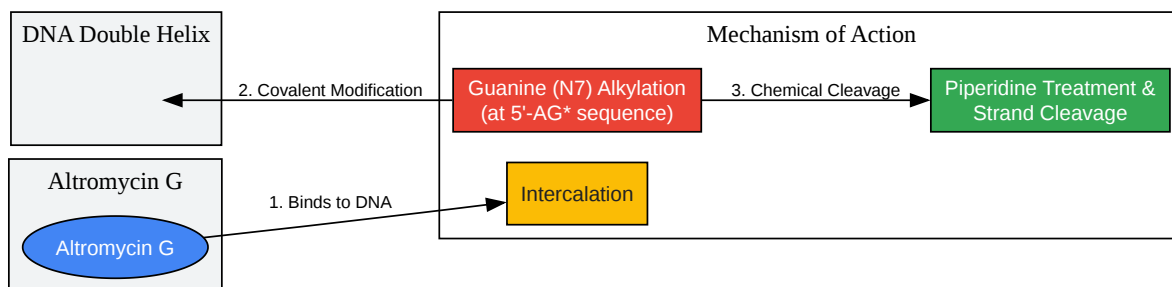 DNA Double Helix
Mechanism of Action
2. Covalent Modification
Guanine (N7) Alkylation
(at 5'-AG* sequence)
3. Chemical Cleavage
Piperidine Treatment &
Strand Cleavage
Altromycin G
Altromycin G
1. Binds to DNA
Intercalation